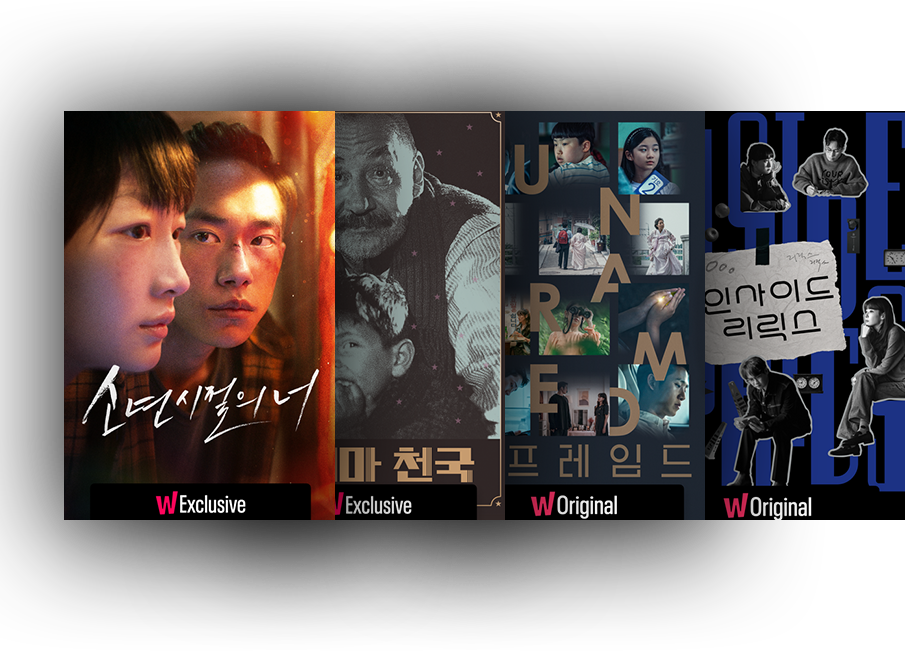 소년시절의 너
W Exclusive
마 천국
W Exclusive
UNFRAMED
프레임드
W Original
인사이드
리릭스
W Original